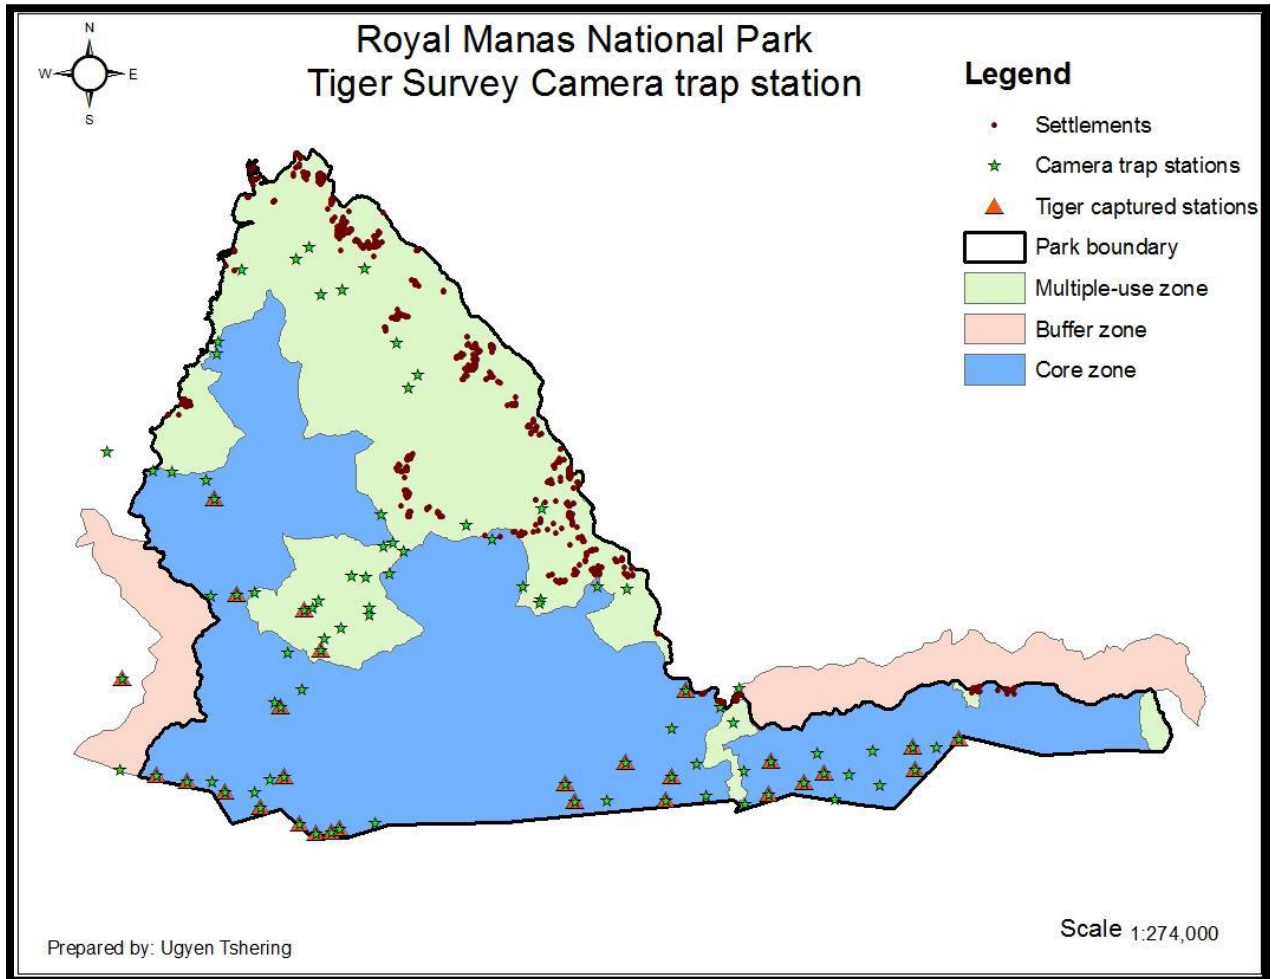 Royal Manas National Park
Tiger Survey Camera trap station
N
W
E
S
Legend
Settlements
Camera trap stations
Tiger captured stations
Park boundary
Multiple-use zone
Buffer zone
Core zone
Prepared by: Ugyen Tshering
Scale 1:274,000